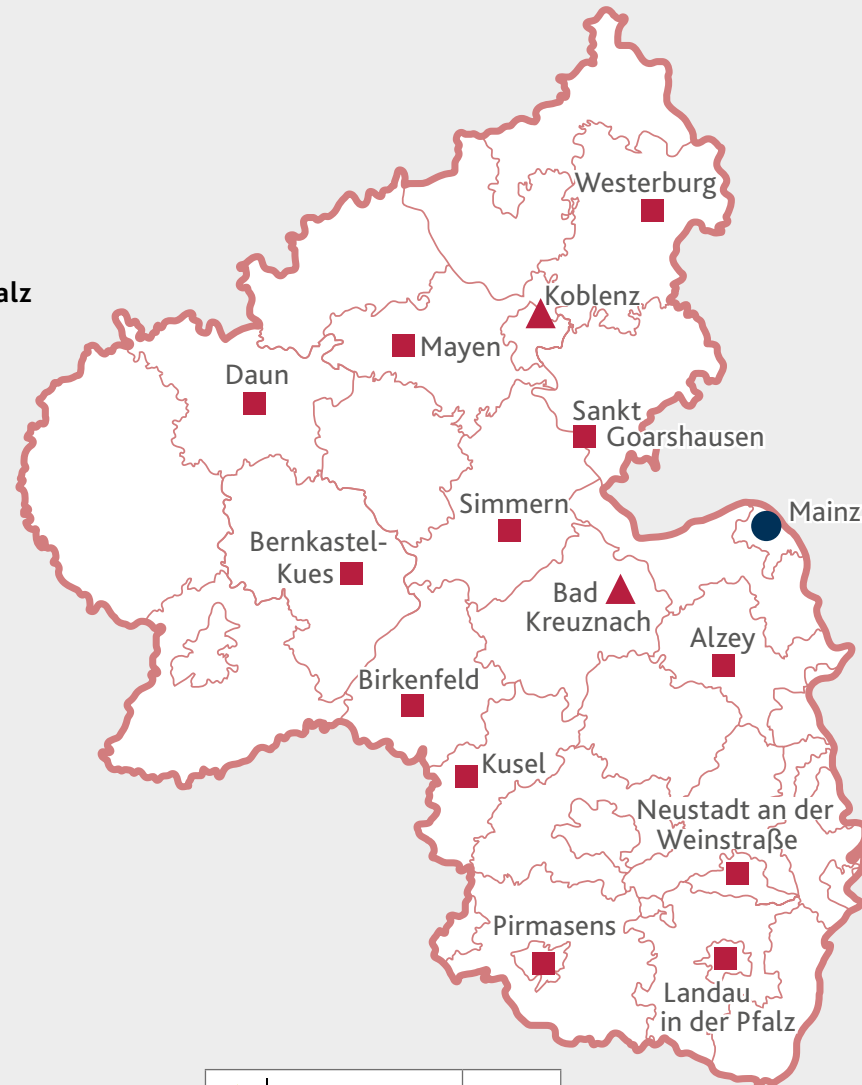 Westerburg
alz
Koblenz
Mayen
Daun
Sankt
Goarshausen
Simmern
Mainz
Bernkastel-
Kues
Bad
Kreuznach
Alzey
Birkenfeld
Kusel
Neustadt an der
Weinstraße
Pirmasens
Landau
in der Pfalz